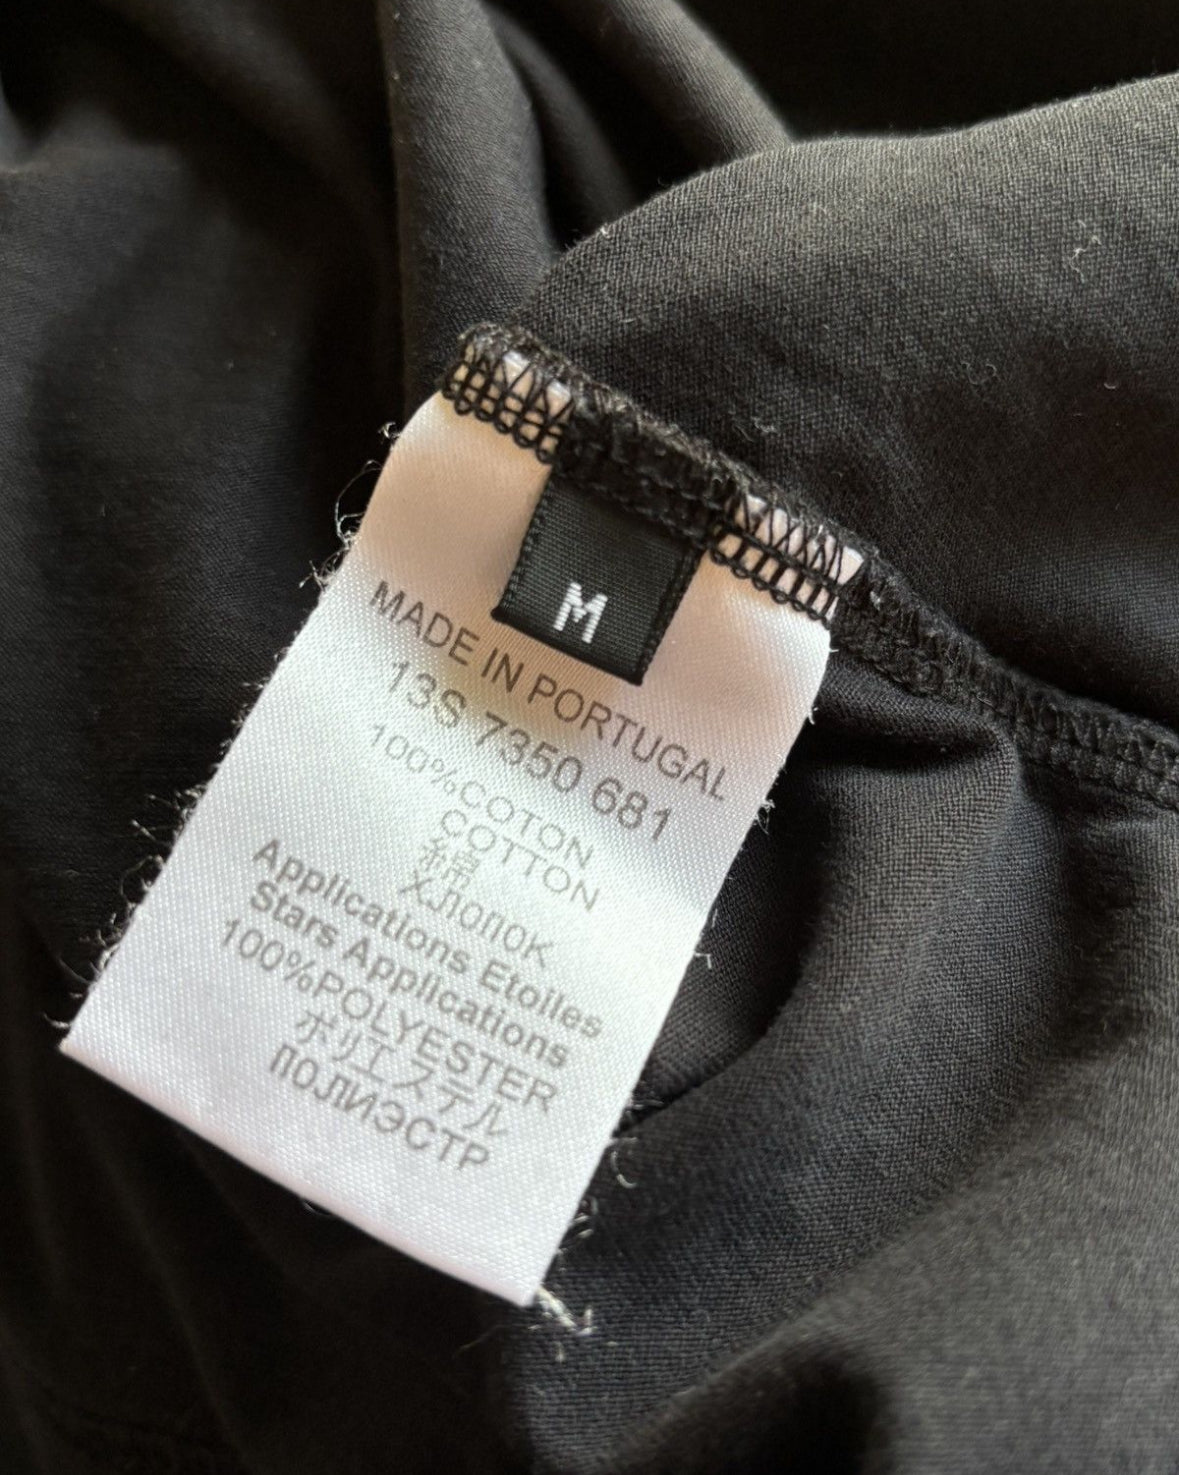 M
MADE IN PORTUGAL
13S 7350 681
100%COTON
COTTON
綿
ХЛОПОК
Applications Etoiles
Stars Applications
100%POLYESTER
ポリエステル
ПОЛИЭСТР